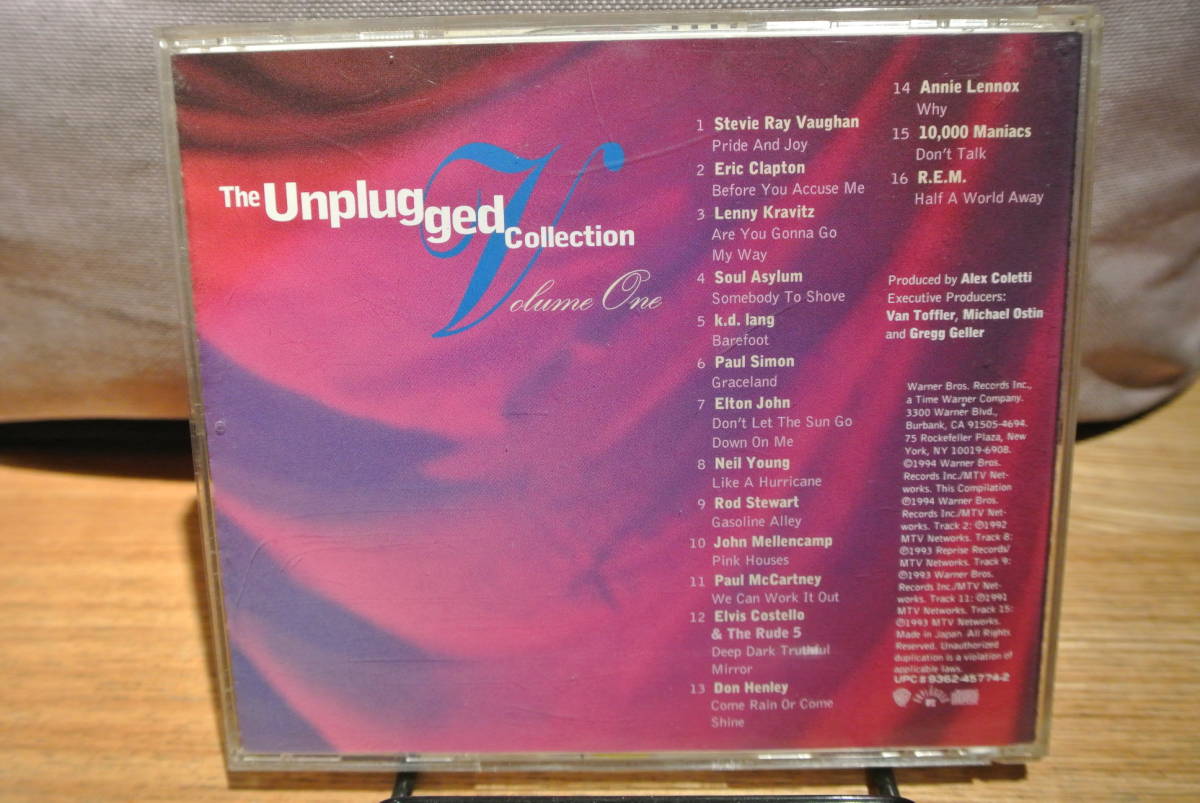 The Unplugged Collection
Volume One
1 Stevie Ray Vaughan
Pride And Joy
2 Eric Clapton
Before You Accuse Me
3 Lenny Kravitz
Are You Gonna Go
My Way
4 Soul Asylum
Somebody To Shove
5 k.d. lang
Barefoot
6 Paul Simon
Graceland
7 Elton John
Don't Let The Sun Go
Down On Me
8 Neil Young
Like A Hurricane
9 Rod Stewart
Gasoline Alley
10 John Mellencamp
Pink Houses
11 Paul McCartney
We Can Work It Out
12 Elvis Costello
& The Rude 5
Deep Dark Truthful
Mirror
13 Don Henley
Come Rain Or Come
Shine
14 Annie Lennox
Why
15 10,000 Maniacs
Don't Talk
16 R.E.M.
Half A World Away
Produced by Alex Coletti
Executive Producers:
Van Toffler, Michael Ostin
and Gregg Geller
Warner Bros. Records Inc.,
a Time Warner Company.
3300 Warner Blvd.,
Burbank, CA 91505-4694.
75 Rockefeller Plaza, New
York, NY 10019-6908.
©1994 Warner Bros.
Records Inc./MTV Net-
works. This Compilation
℗1994 Warner Bros.
Records Inc./MTV Net-
works. Track 2: ℗1992
MTV Networks. Track 8:
℗1993 Reprise Records/
MTV Networks. Track 9:
℗1993 Warner Bros.
Records Inc./MTV Net-
works. Track 11: ℗1991
MTV Networks. Track 15:
℗1993 MTV Networks.
Made in Japan. All Rights
Reserved. Unauthorized
duplication is a violation of
applicable laws.
UPC # 9362-45774-2